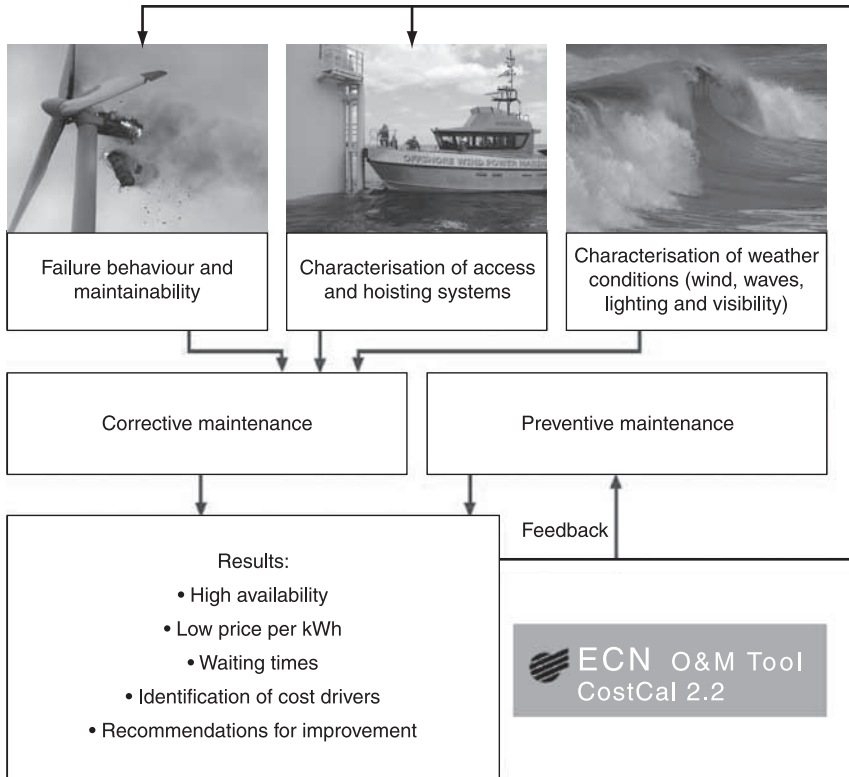 OFFSHORE WIND POWER MARINE
Failure behaviour and
maintainability
Characterisation of access
and hoisting systems
Characterisation of weather
conditions (wind, waves,
lighting and visibility)
Corrective maintenance
Preventive maintenance
Feedback
Results:
• High availability
• Low price per kWh
• Waiting times
• Identification of cost drivers
• Recommendations for improvement
ECN O&M Tool
CostCal 2.2